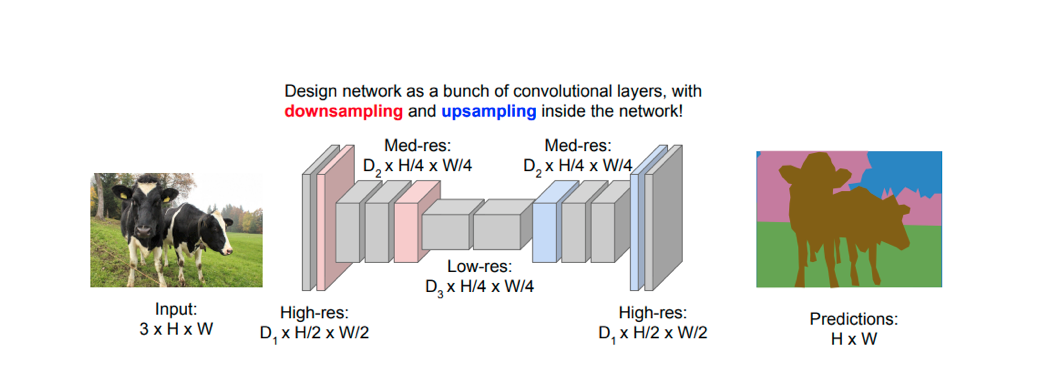 Design network as a bunch of convolutional layers, with
downsampling and upsampling inside the network!
Med-res:
D₂ x H/4 x W/4
Med-res:
D₂ x H/4 x W/4
Low-res:
D₃ x H/4 x W/4
Input:
3 x H x W
High-res:
D₁ x H/2 x W/2
High-res:
D₁ x H/2 x W/2
Predictions:
H x W